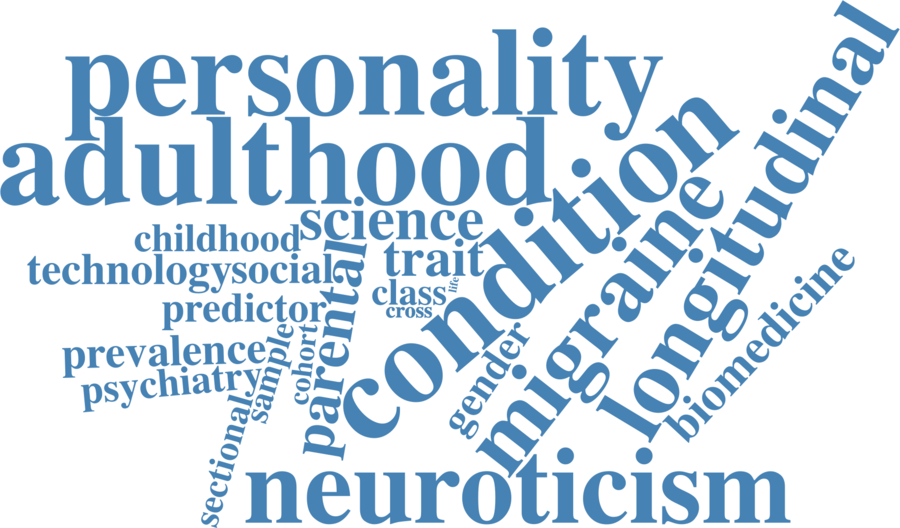 personality
adulthood
longitudinal
condition
science
migraine
childhood
trait
technology
social
life
class
cross
predictor
parental
biomedicine
prevalence
cohort
sample
gender
psychiatry
sectional
neuroticism